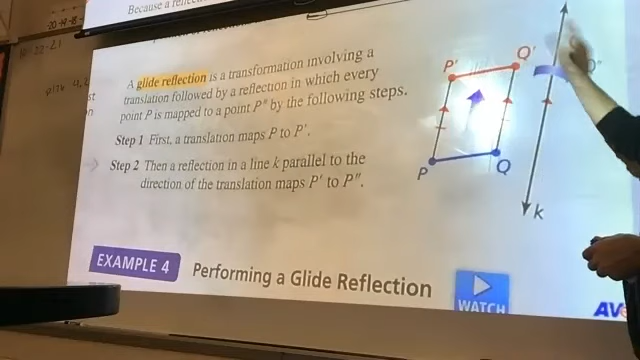 Because a
A glide reflection is a transformation involving a
translation followed by a reflection in which every
point P is mapped to a point P″ by the following steps.
Step 1 First, a translation maps P to P′.
Step 2 Then a reflection in a line k parallel to the
direction of the translation maps P′ to P″.
P′
Q′
P
Q
k
EXAMPLE 4
Performing a Glide Reflection
WATCH